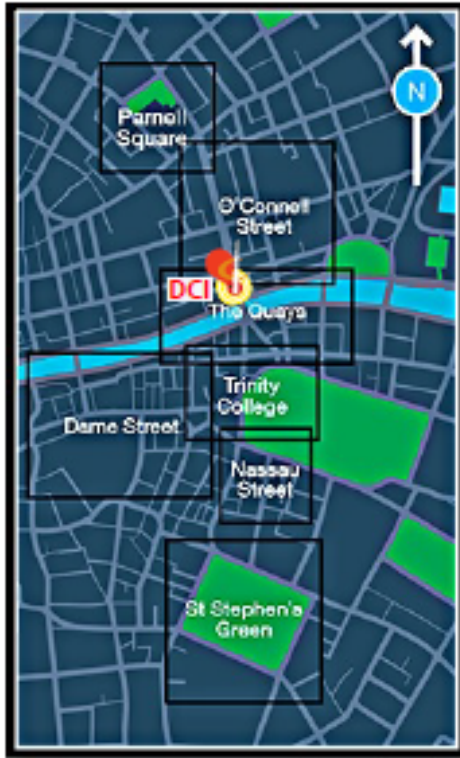 N
Parnell
Square
O'Connell
Street
DCI
The Quays
Trinity
College
Dame Street
Nassau
Street
St Stephen's
Green